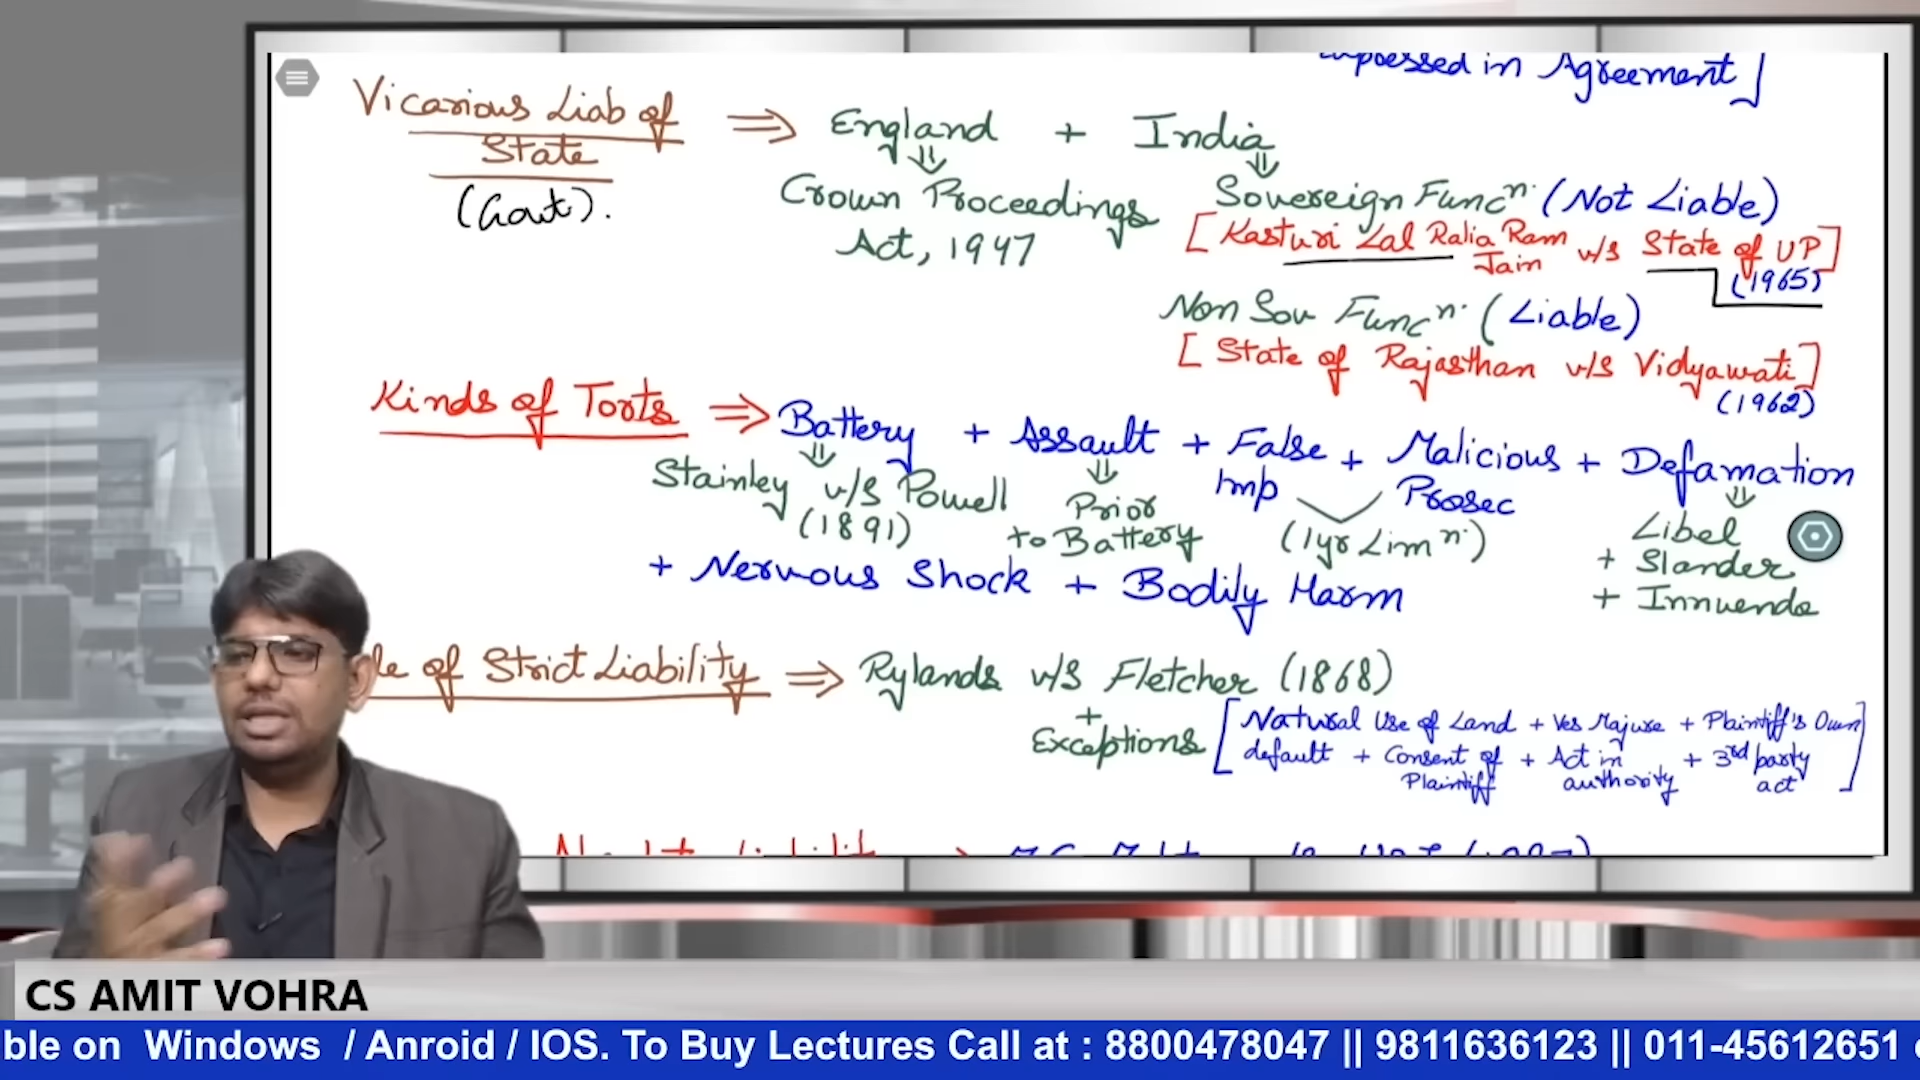 expressed in Agreement]
Vicarious Liab of ⇒ England + India
State
(Govt).
Crown Proceedings
Act, 1947
Sovereign Funcⁿ. (Not Liable)
[Kasturi Lal Ralia Ram Jain v/s State of UP]
(1965)
Non Sov Funcⁿ. (Liable)
[State of Rajasthan v/s Vidyawati]
(1962)
Kinds of Torts ⇒ Battery + Assault + False Imp + Malicious Prosec + Defamation
Stainley v/s Powell
(1891)
Prior
to Battery
(1yr Limⁿ.)
Libel
+ Slander
+ Innuendo
+ Nervous Shock + Bodily Harm
le of Strict Liability ⇒ Rylands v/s Fletcher (1868)
+
Exceptions
[Natural Use of Land + Ves Majure + Plaintiff's Own
default + Consent of Plaintiff + Act in authority + 3rd party act]
CS AMIT VOHRA
ble on Windows / Anroid / IOS. To Buy Lectures Call at : 8800478047 || 9811636123 || 011-45612651